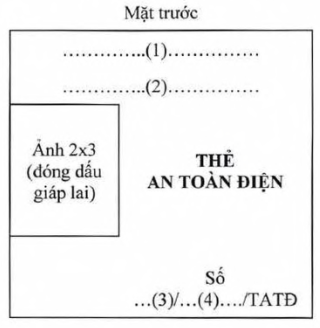 Mặt trước
…………...(1)……………
…………...(2)……………
Ảnh 2x3
(đóng dấu
giáp lai)
THẺ
AN TOÀN ĐIỆN
Số
…(3)/…(4)…./TATĐ